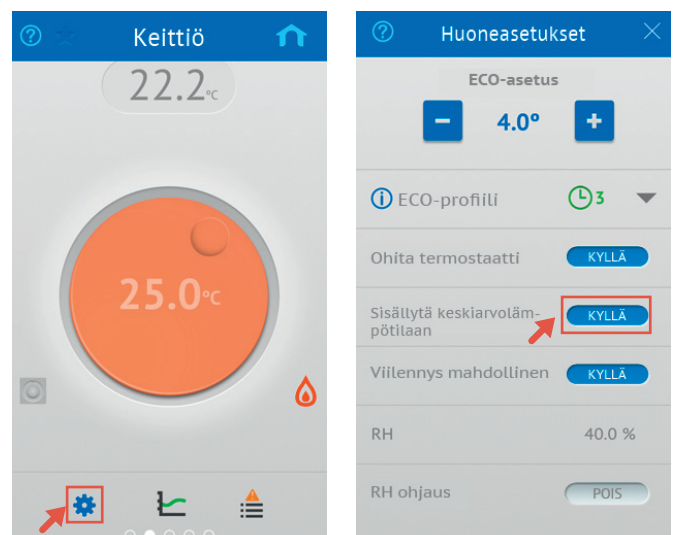 Keittiö
22.2°C
25.0°C
Huoneasetukset
ECO-asetus
4.0°
ECO-profiili
3
Ohita termostaatti
KYLLÄ
Sisällytä keskiarvoläm-
pötilaan
KYLLÄ
Viilennys mahdollinen
KYLLÄ
RH
40.0 %
RH ohjaus
POIS